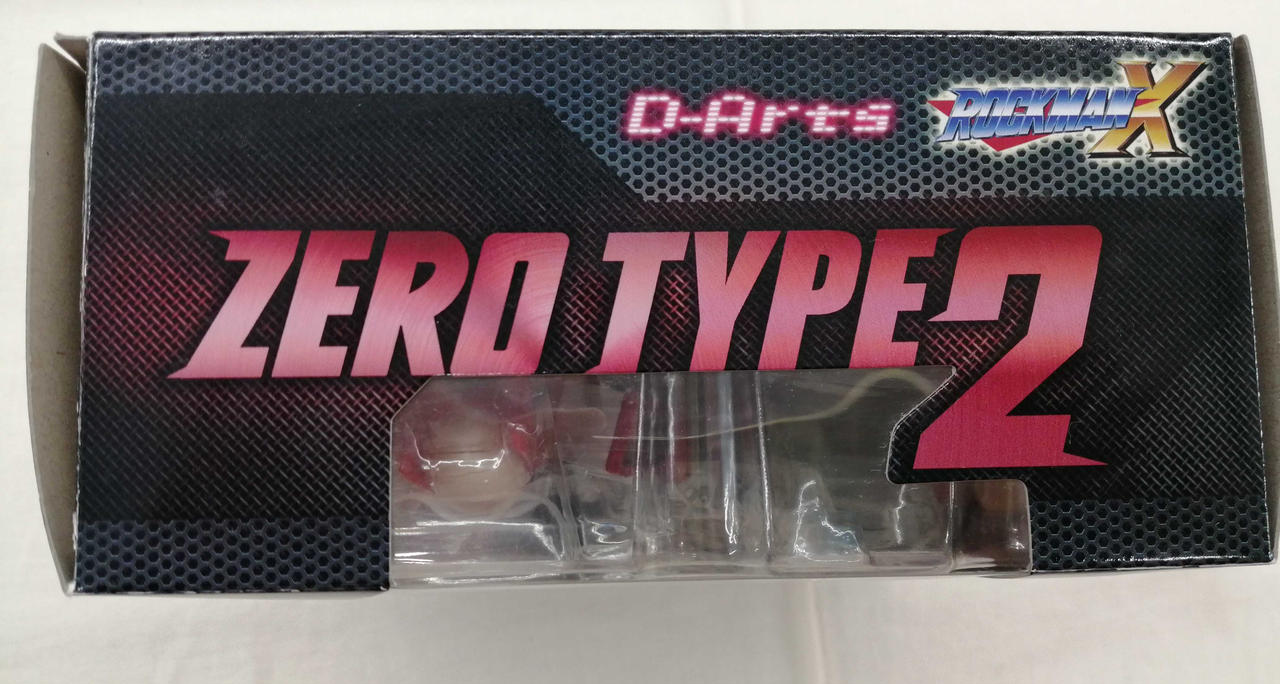 D-Arts
ROCKMAN X
ZERO TYPE 2